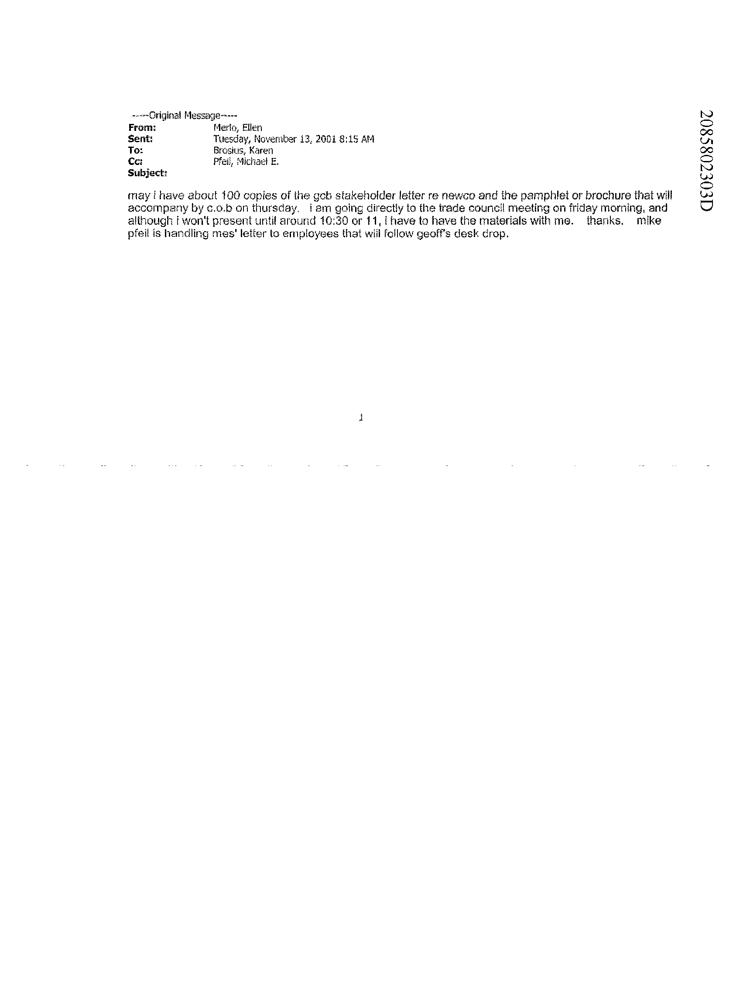 -----Original Message-----
From: Merlo, Ellen
Sent: Tuesday, November 13, 2001 8:15 AM
To: Brosius, Karen
Cc: Pfeil, Michael E.
Subject:
may i have about 100 copies of the gcb stakeholder letter re newco and the pamphlet or brochure that will
accompany by c.o.b on thursday. i am going directly to the trade council meeting on friday morning, and
although i won't present until around 10:30 or 11, i have to have the materials with me. thanks. mike
pfeil is handling mes' letter to employees that will follow geoff's desk drop.
1
2085802303D